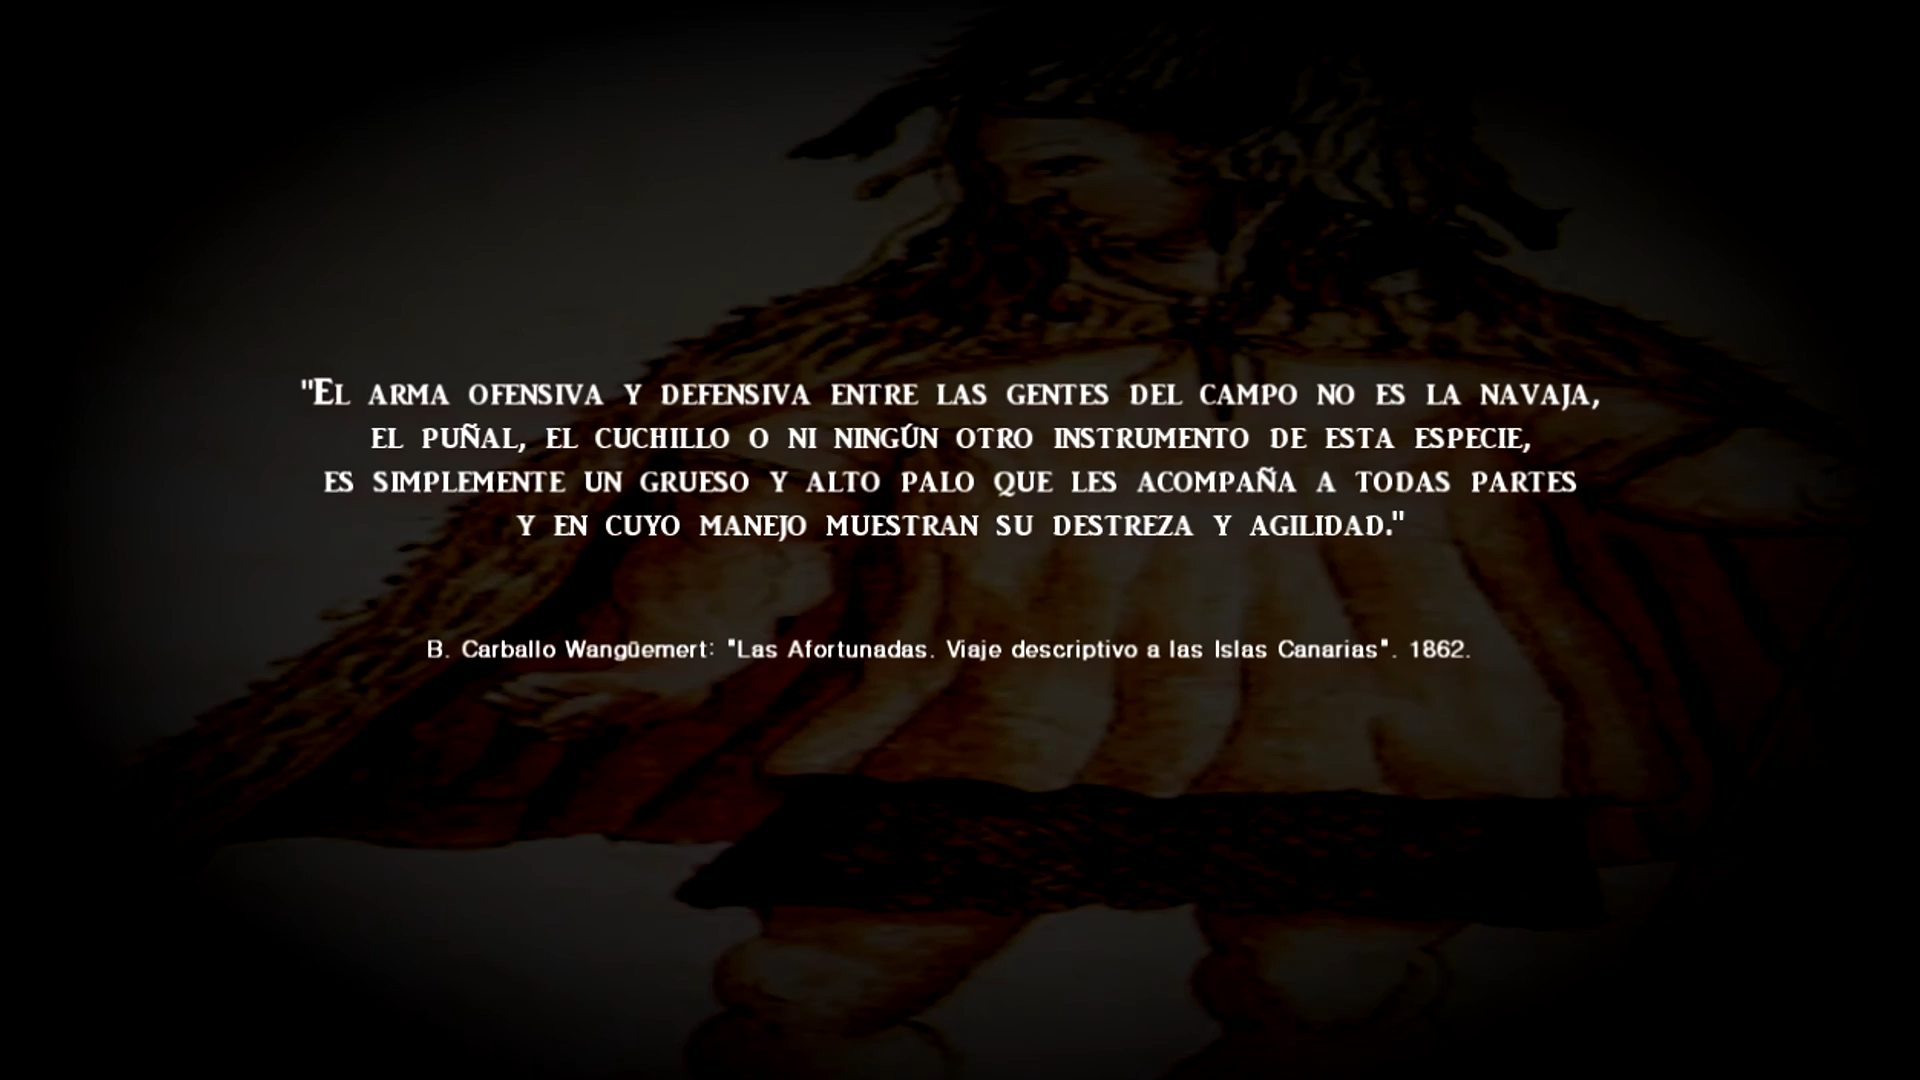 "El arma ofensiva y defensiva entre las gentes del campo no es la navaja,
el puñal, el cuchillo o ni ningún otro instrumento de esta especie,
es simplemente un grueso y alto palo que les acompaña a todas partes
y en cuyo manejo muestran su destreza y agilidad."
B. Carballo Wangüemert: "Las Afortunadas. Viaje descriptivo a las Islas Canarias". 1862.